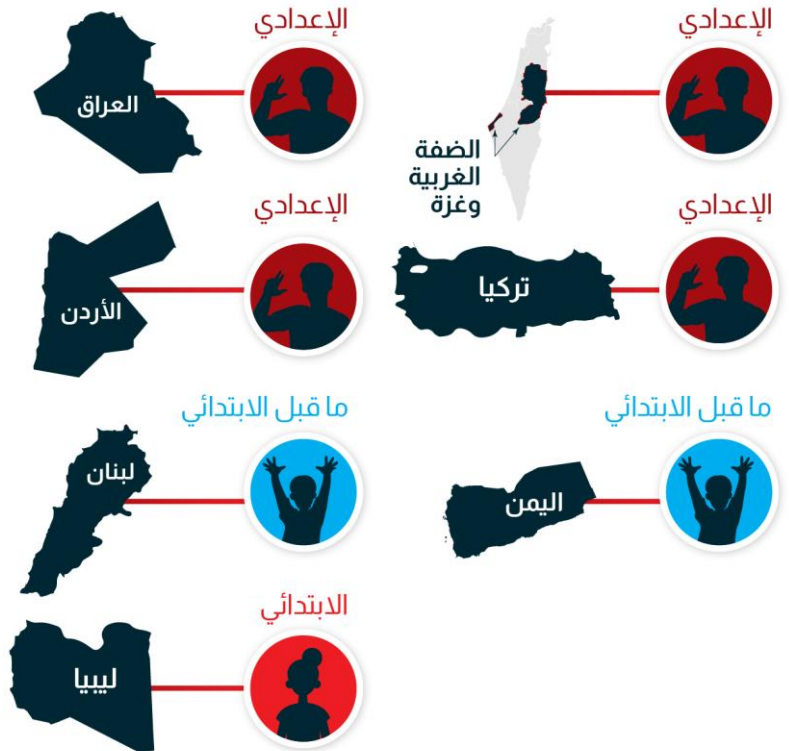 الإعدادي
الضفة
الغربية
وغزة
الإعدادي
العراق
الإعدادي
تركيا
الإعدادي
الأردن
ما قبل الابتدائي
اليمن
ما قبل الابتدائي
لبنان
الابتدائي
ليبيا